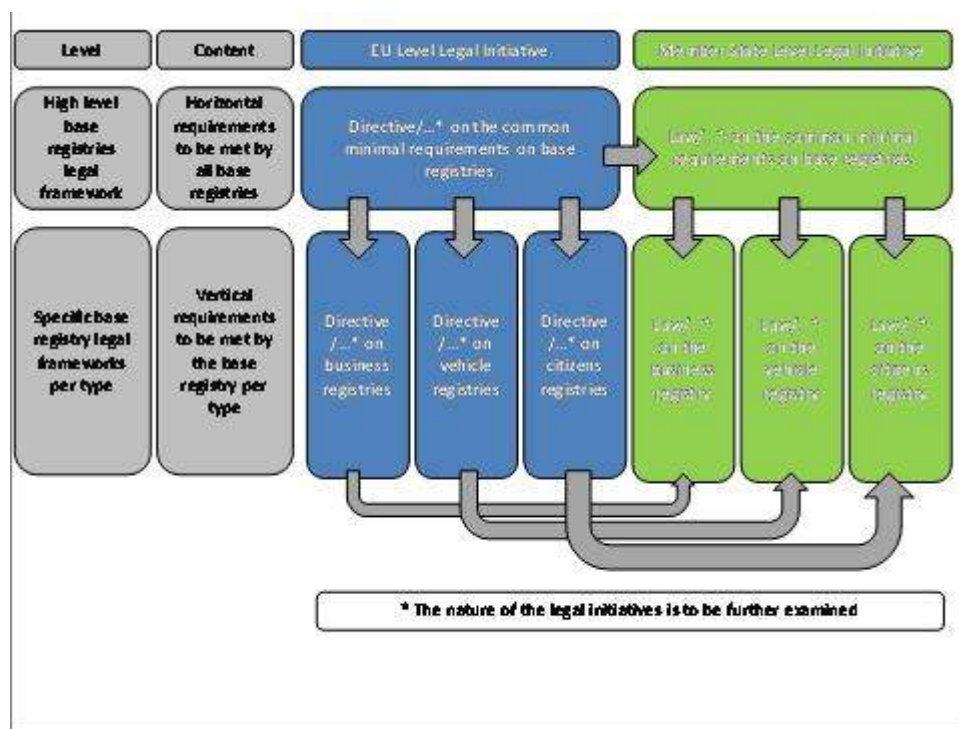 Level
Content
EU Level Legal Initiative
Member State Level Legal Initiative
High level
base
registries
legal
framework
Horizontal
requirements
to be met by
all base
registries
Directive/...* on the common
minimal requirements on base
registries
Law/...* on the common minimal
requirements on base registries
Specific base
registry legal
frameworks
per type
Vertical
requirements
to be met by
the base
registry per
type
Directive
/...* on
business
registries
Directive
/...* on
vehicle
registries
Directive
/...* on
citizens
registries
Law/...*
on the
business
registry
Law/...*
on the
vehicle
registry
Law/...*
on the
citizens
registry
* The nature of the legal initiatives is to be further examined